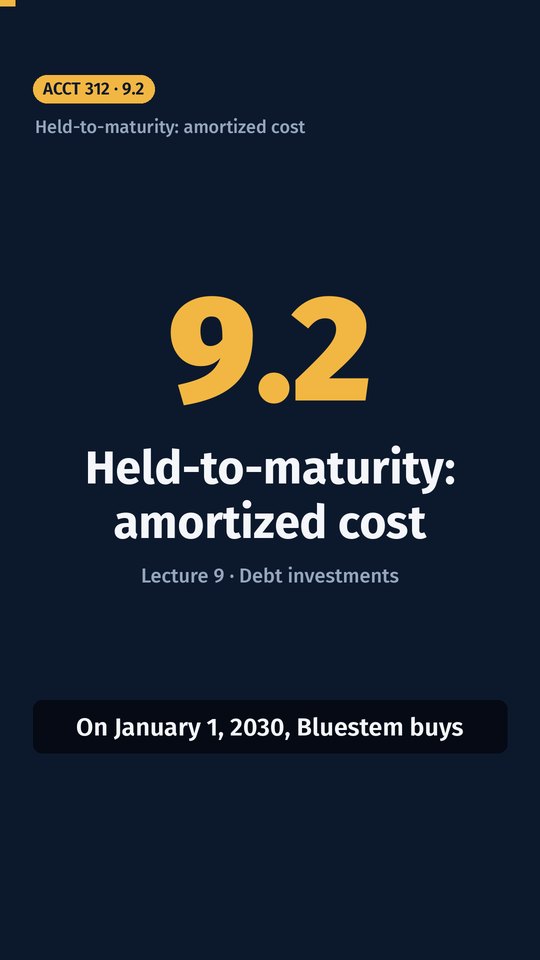 ACCT 312 · 9.2
Held-to-maturity: amortized cost
9.2
Held-to-maturity:
amortized cost
Lecture 9 · Debt investments
On January 1, 2030, Bluestem buys